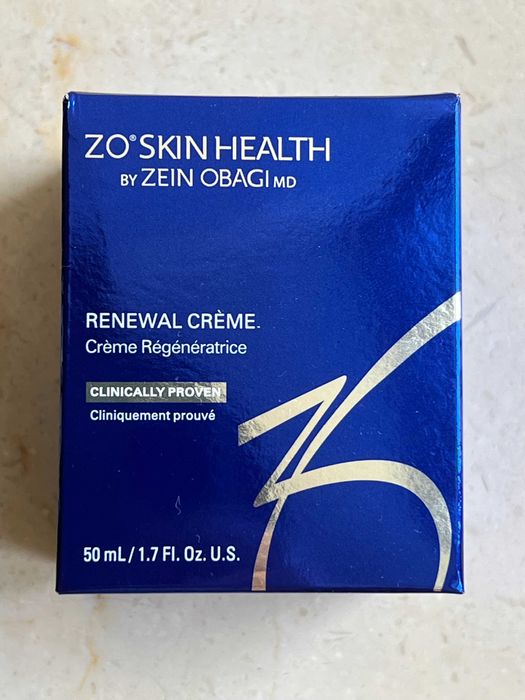 ZO® SKIN HEALTH
BY ZEIN OBAGI MD
RENEWAL CRÈME™
Crème Régénératrice
CLINICALLY PROVEN
Cliniquement prouvé
50 mL / 1.7 Fl. Oz. U.S.